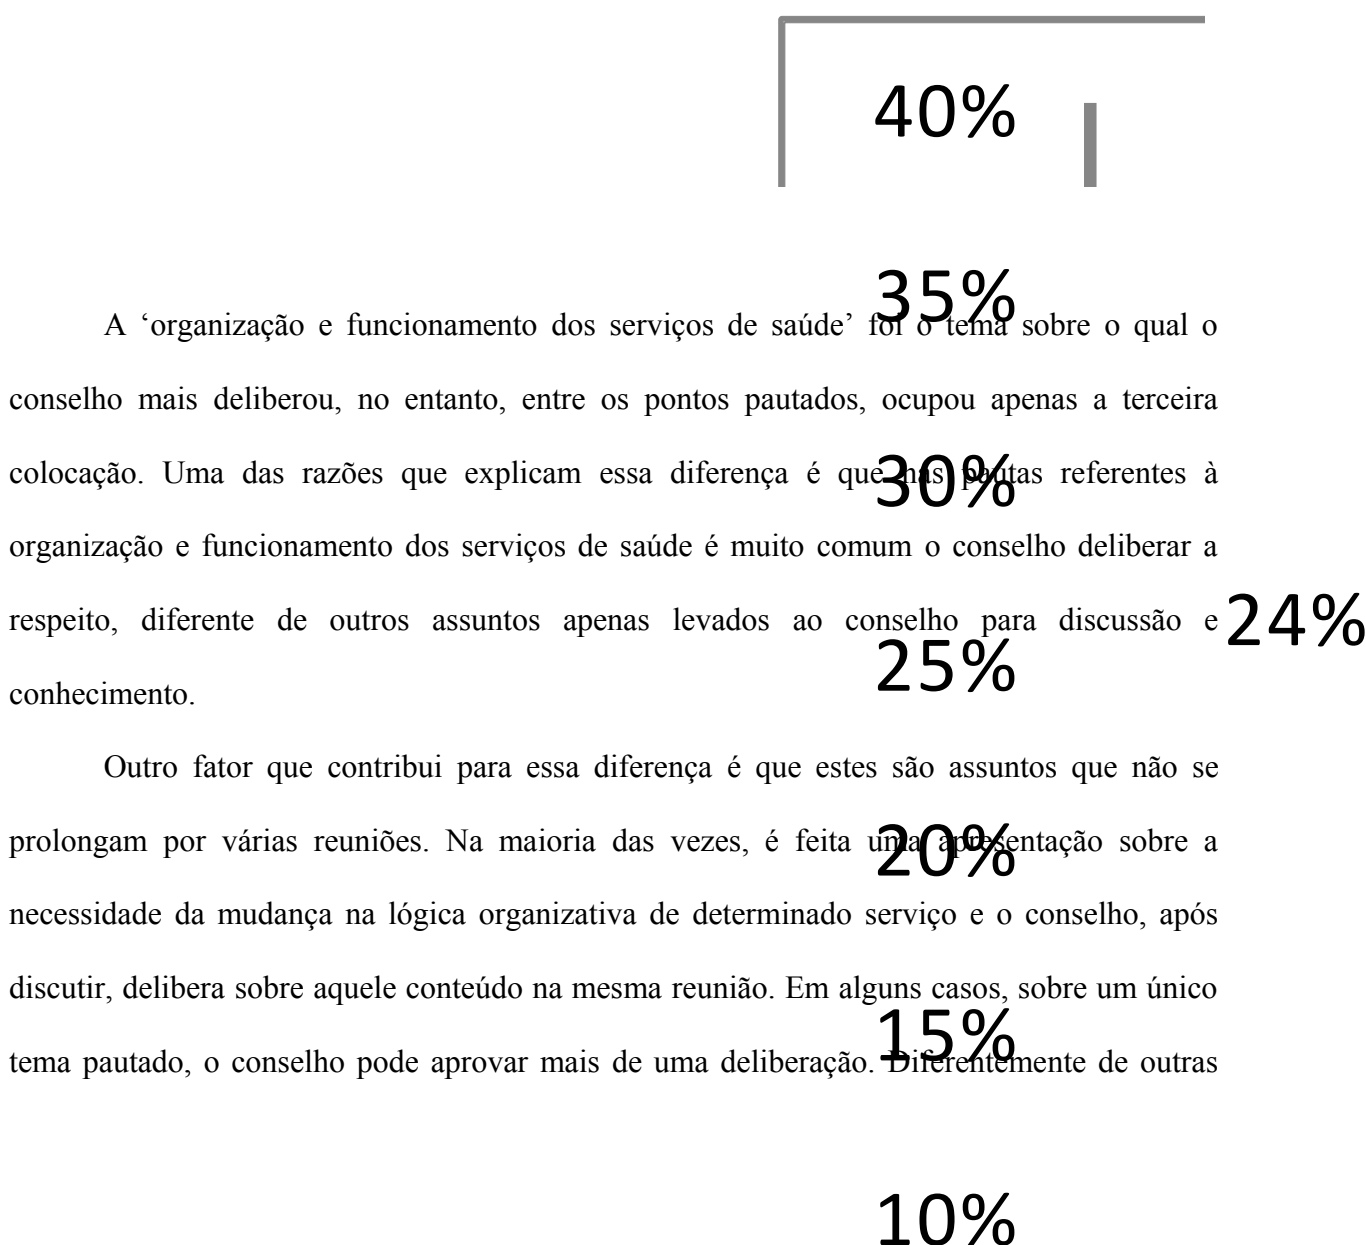 40%
35%
A ‘organização e funcionamento dos serviços de saúde’ foi o tema sobre o qual o
conselho mais deliberou, no entanto, entre os pontos pautados, ocupou apenas a terceira
colocação. Uma das razões que explicam essa diferença é que nas pautas referentes à
30%
organização e funcionamento dos serviços de saúde é muito comum o conselho deliberar a
respeito, diferente de outros assuntos apenas levados ao conselho para discussão e
24%
25%
conhecimento.
Outro fator que contribui para essa diferença é que estes são assuntos que não se
prolongam por várias reuniões. Na maioria das vezes, é feita uma apresentação sobre a
20%
necessidade da mudança na lógica organizativa de determinado serviço e o conselho, após
discutir, delibera sobre aquele conteúdo na mesma reunião. Em alguns casos, sobre um único
15%
tema pautado, o conselho pode aprovar mais de uma deliberação. Diferentemente de outras
10%